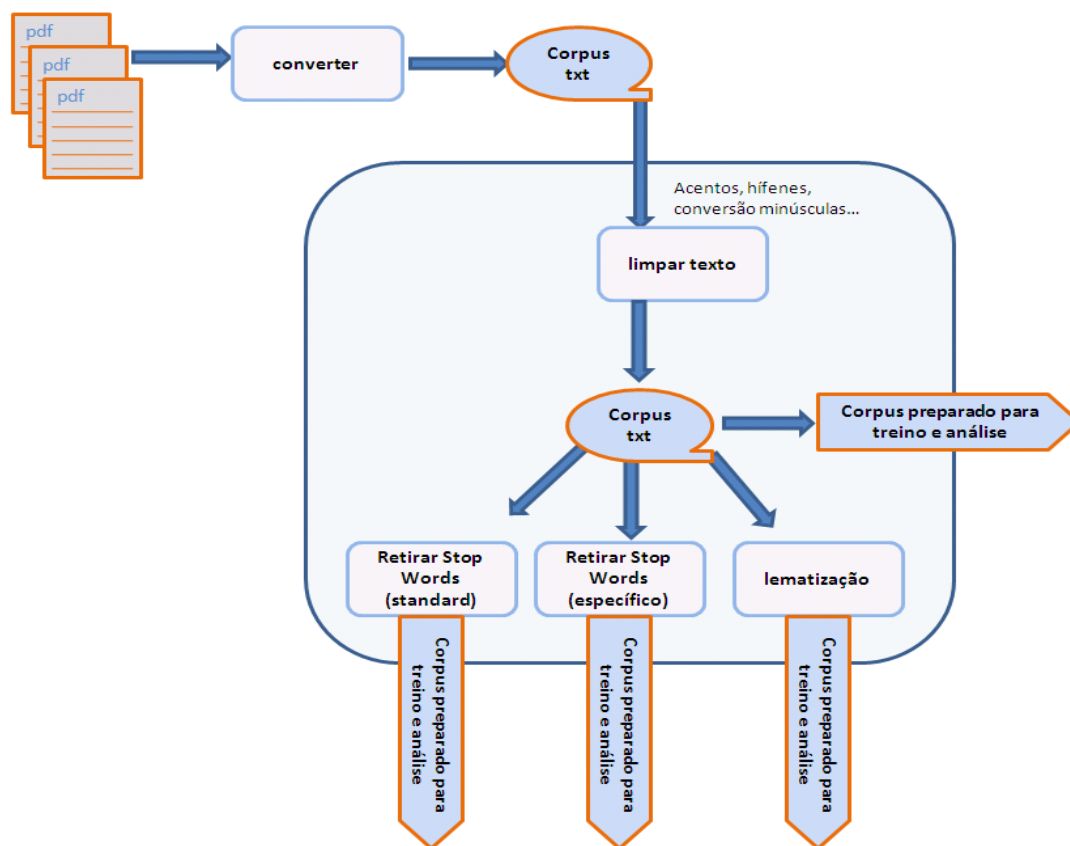 pdf
pdf
pdf
converter
Corpus
txt
Acentos, hífenes,
conversão minúsculas...
limpar texto
Corpus
txt
Corpus preparado para
treino e análise
Retirar Stop
Words
(standard)
Retirar Stop
Words
(específico)
lematização
Corpus preparado para
treino e análise
Corpus preparado para
treino e análise
Corpus preparado para
treino e análise